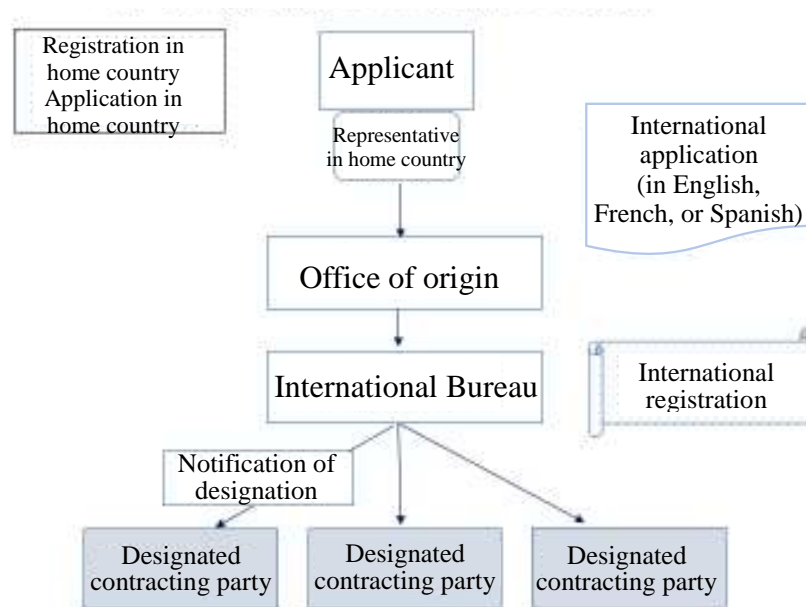 Registration in
home country
Application in
home country
Applicant
Representative
in home country
International
application
(in English,
French, or Spanish)
Office of origin
International Bureau
International
registration
Notification of
designation
Designated
contracting party
Designated
contracting party
Designated
contracting party